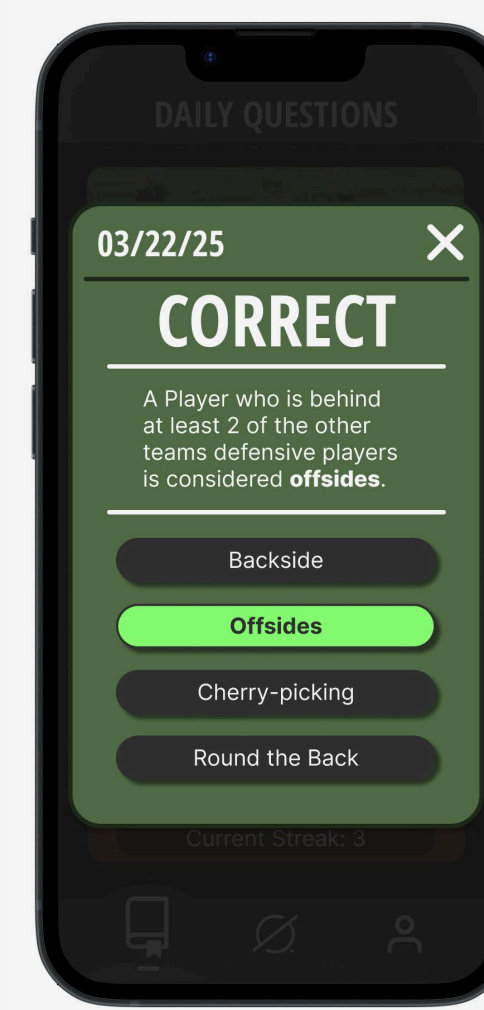 DAILY QUESTIONS
03/22/25
CORRECT
A Player who is behind
at least 2 of the other
teams defensive players
is considered offsides.
Backside
Offsides
Cherry-picking
Round the Back
Current Streak: 3